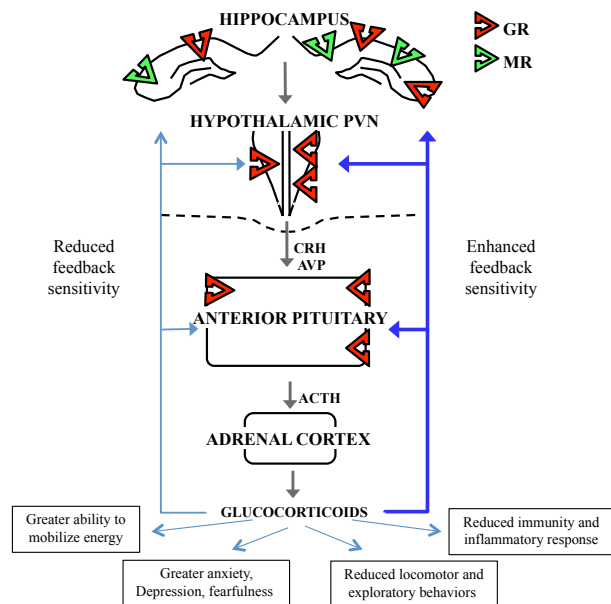 HIPPOCAMPUS
GR
MR
HYPOTHALAMIC PVN
Reduced
feedback
sensitivity
CRH
AVP
Enhanced
feedback
sensitivity
ANTERIOR PITUITARY
ACTH
ADRENAL CORTEX
GLUCOCORTICOIDS
Greater ability to
mobilize energy
Greater anxiety,
Depression, fearfulness
Reduced locomotor and
exploratory behaviors
Reduced immunity and
inflammatory response